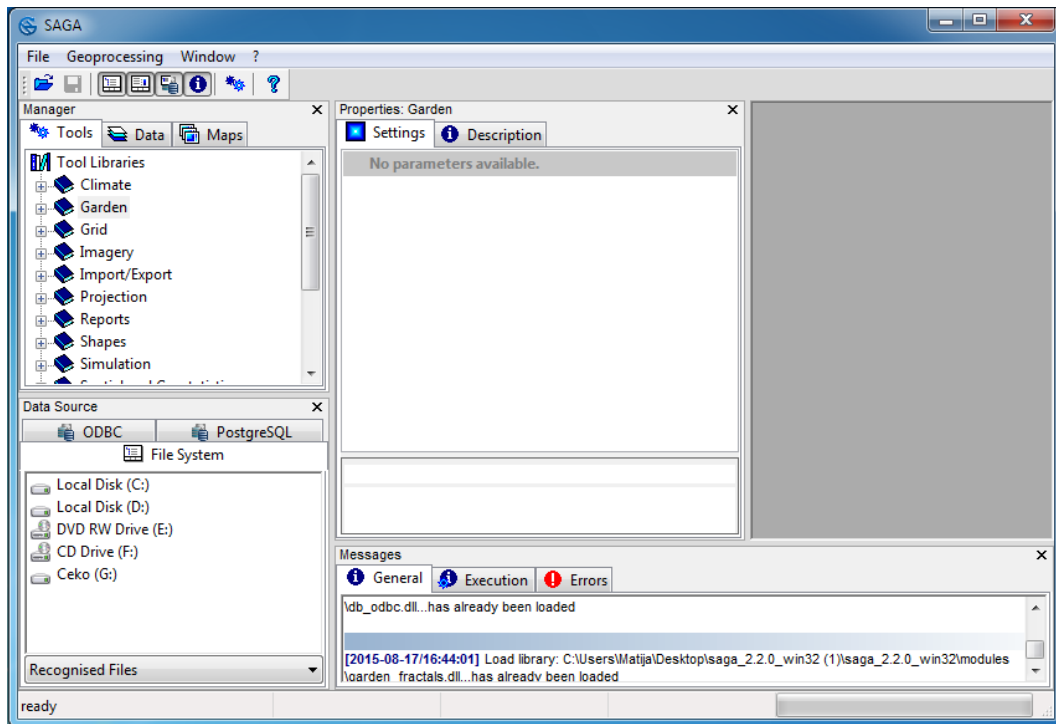 SAGA
File Geoprocessing Window ?
Manager
Tools Data Maps
Tool Libraries
Climate
Garden
Grid
Imagery
Import/Export
Projection
Reports
Shapes
Simulation
Properties: Garden
Settings Description
No parameters available.
Data Source
ODBC PostgreSQL
File System
Local Disk (C:)
Local Disk (D:)
DVD RW Drive (E:)
CD Drive (F:)
Ceko (G:)
Recognised Files
Messages
General Execution Errors
\db_odbc.dll...has already been loaded
[2015-08-17/16:44:01] Load library: C:\Users\Matija\Desktop\saga_2.2.0_win32 (1)\saga_2.2.0_win32\modules
\garden_fractals.dll...has already been loaded
ready